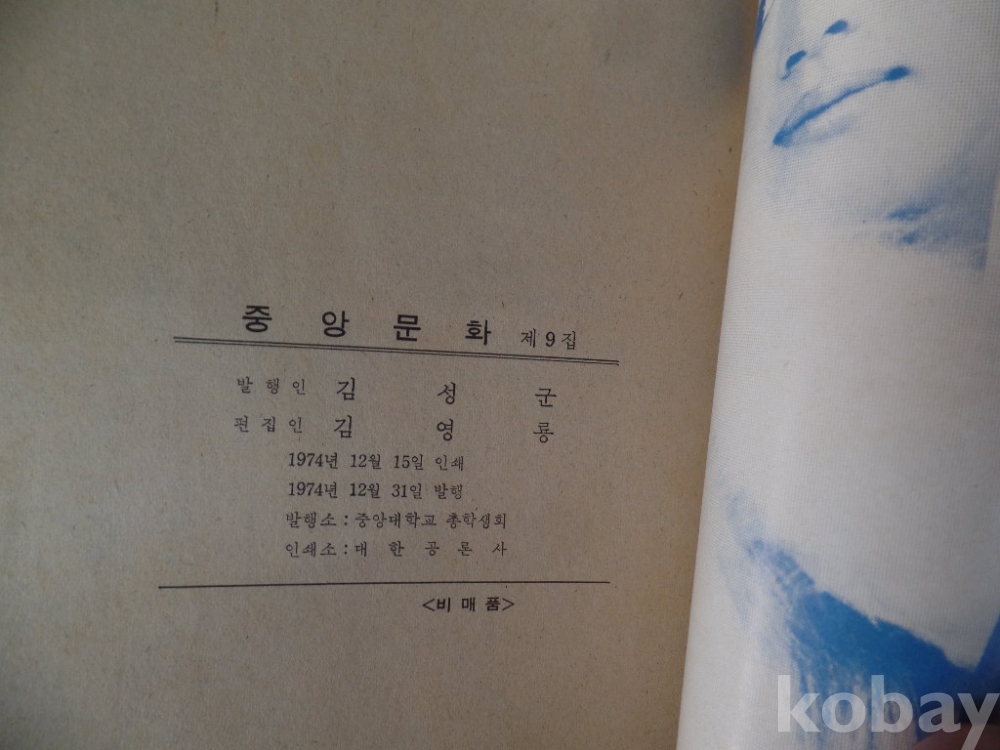 중앙문화 제9집
발행인 김성군
편집인 김영룡
1974년 12월 15일 인쇄
1974년 12월 31일 발행
발행소: 중앙대학교 총학생회
인쇄소: 대한공론사
<비매품>
kobay